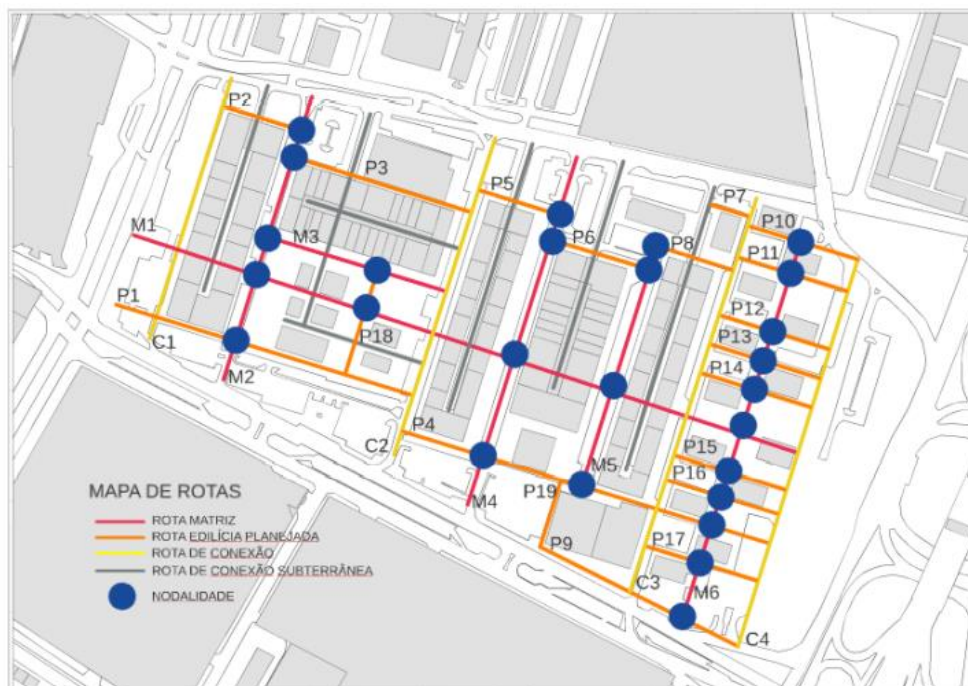 P2
P3
P5
P7
P10
M1
M3
P6
P8
P11
P1
P12
P18
P13
C1
P14
M2
P4
C2
P15
M5
P16
P19
M4
P17
P9
C3
M6
C4
MAPA DE ROTAS
ROTA MATRIZ
ROTA EDILÍCIA PLANEJADA
ROTA DE CONEXÃO
ROTA DE CONEXÃO SUBTERRÂNEA
NODALIDADE